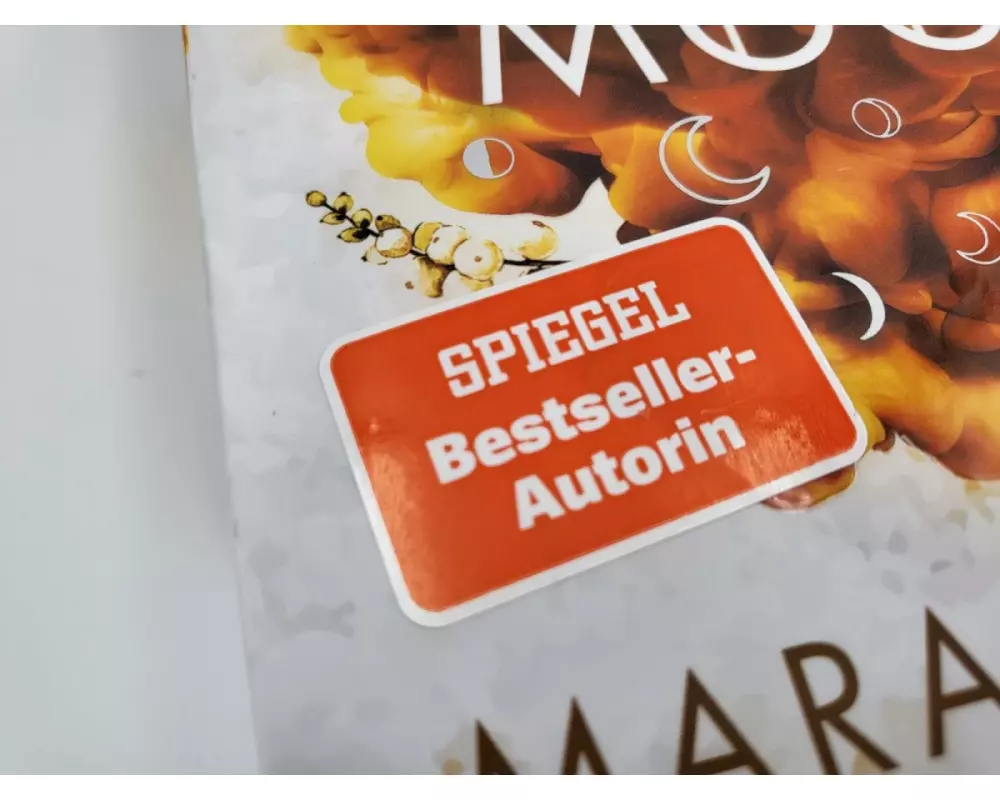 SPIEGEL
Bestseller-
Autorin
MARA